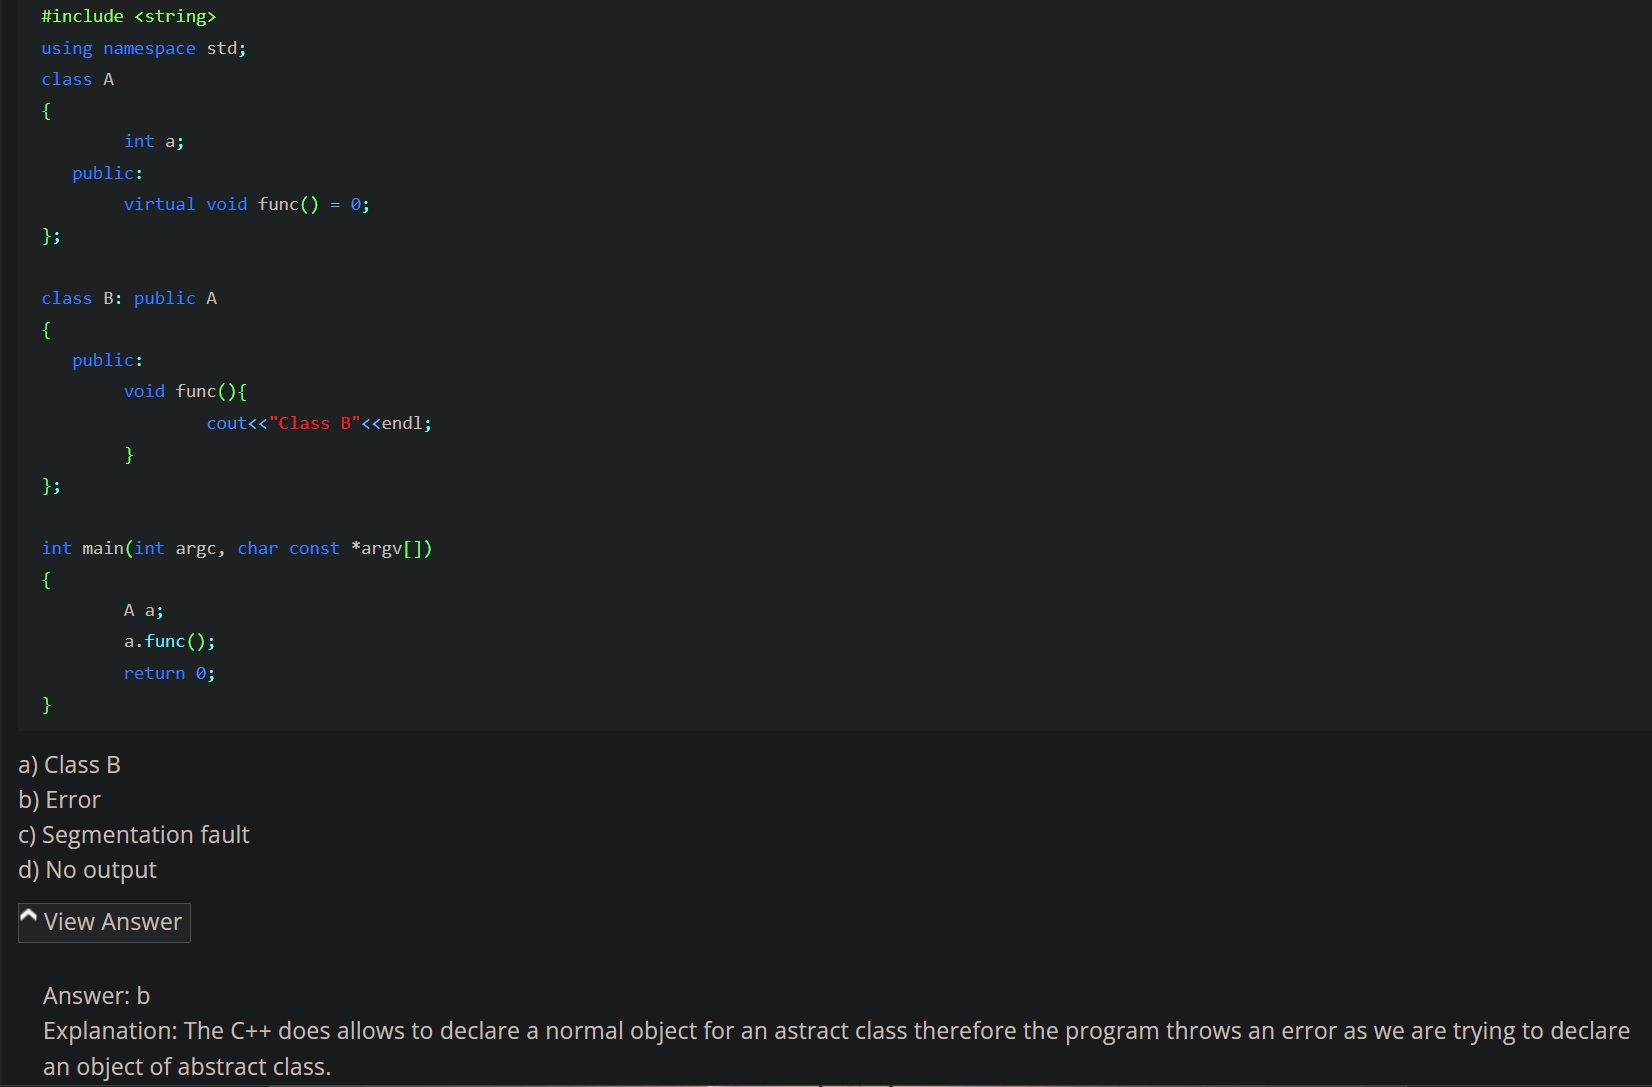 #include <string>
using namespace std;
class A
{
int a;
public:
virtual void func() = 0;
};
class B: public A
{
public:
void func(){
cout<<"Class B"<<endl;
}
};
int main(int argc, char const *argv[])
{
A a;
a.func();
return 0;
}
a) Class B
b) Error
c) Segmentation fault
d) No output
View Answer
Answer: b
Explanation: The C++ does allows to declare a normal object for an astract class therefore the program throws an error as we are trying to declare
an object of abstract class.